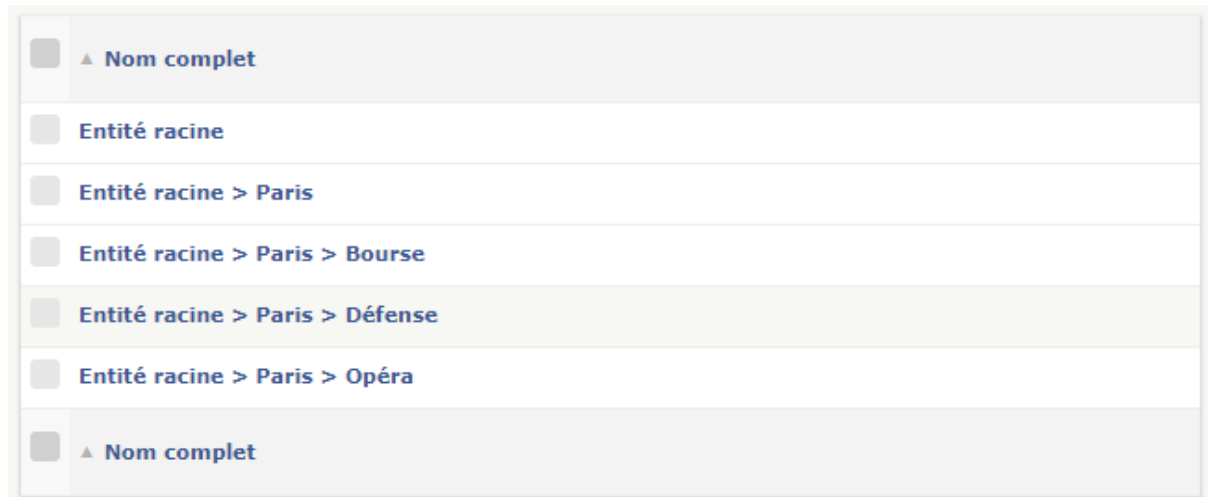 ▲ Nom complet
Entité racine
Entité racine > Paris
Entité racine > Paris > Bourse
Entité racine > Paris > Défense
Entité racine > Paris > Opéra
▲ Nom complet